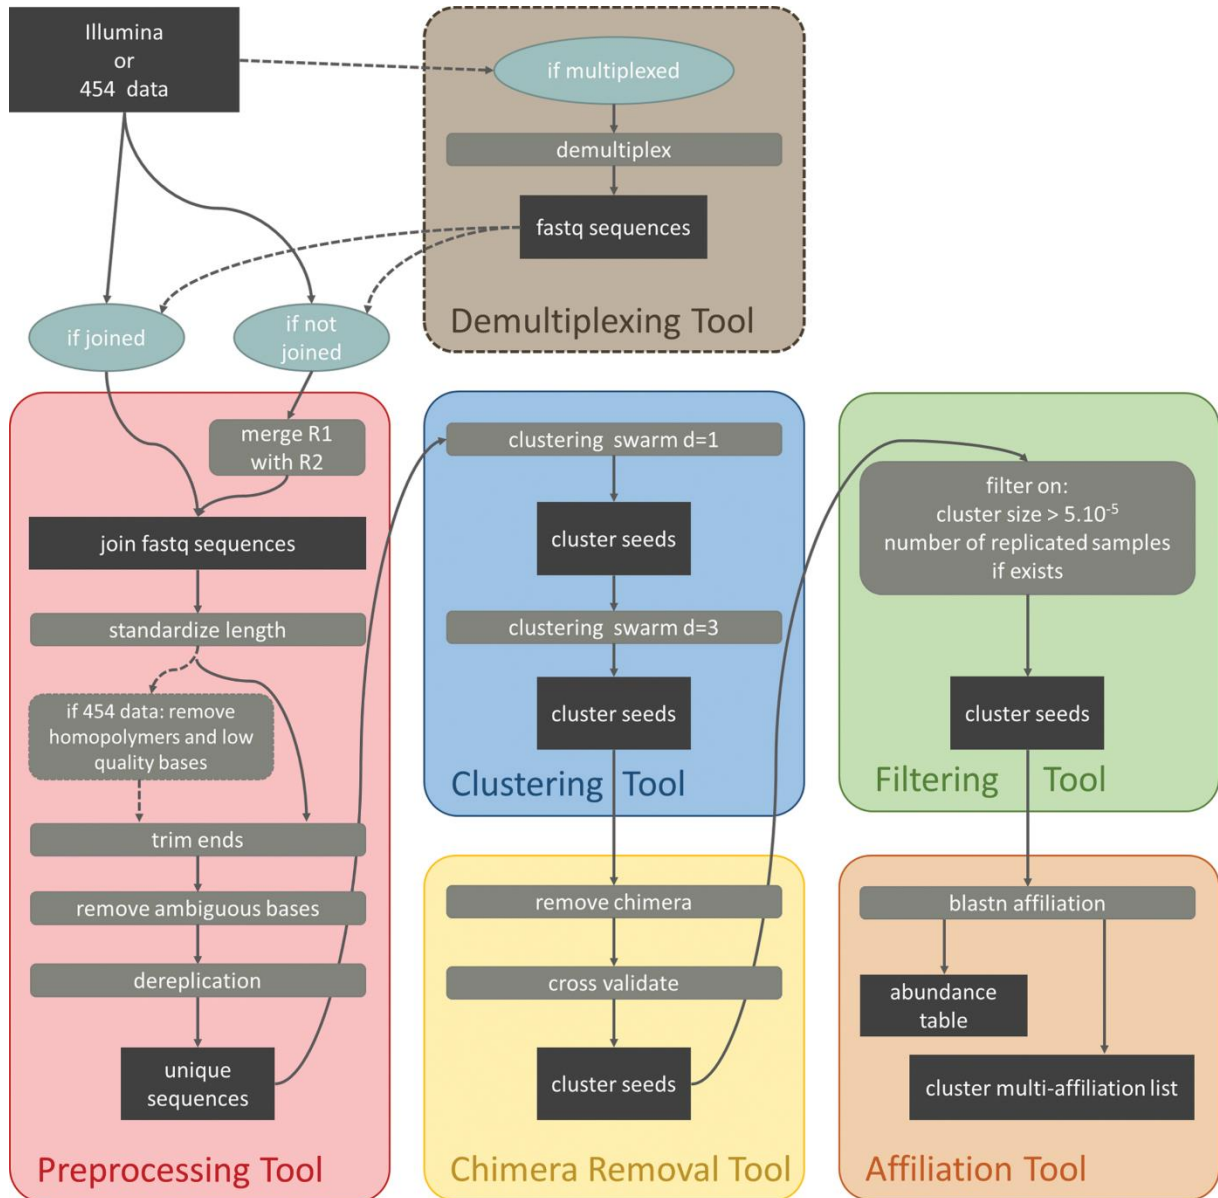 Illumina
or
454 data
if multiplexed
demultiplex
fastq sequences
Demultiplexing Tool
if joined
if not
joined
merge R1
with R2
join fastq sequences
standardize length
if 454 data: remove
homopolymers and low
quality bases
trim ends
remove ambiguous bases
dereplication
unique
sequences
Preprocessing Tool
clustering swarm d=1
cluster seeds
clustering swarm d=3
cluster seeds
Clustering Tool
remove chimera
cross validate
cluster seeds
Chimera Removal Tool
filter on:
cluster size > 5.10⁻⁵
number of replicated samples
if exists
cluster seeds
Filtering Tool
blastn affiliation
abundance
table
cluster multi-affiliation list
Affiliation Tool